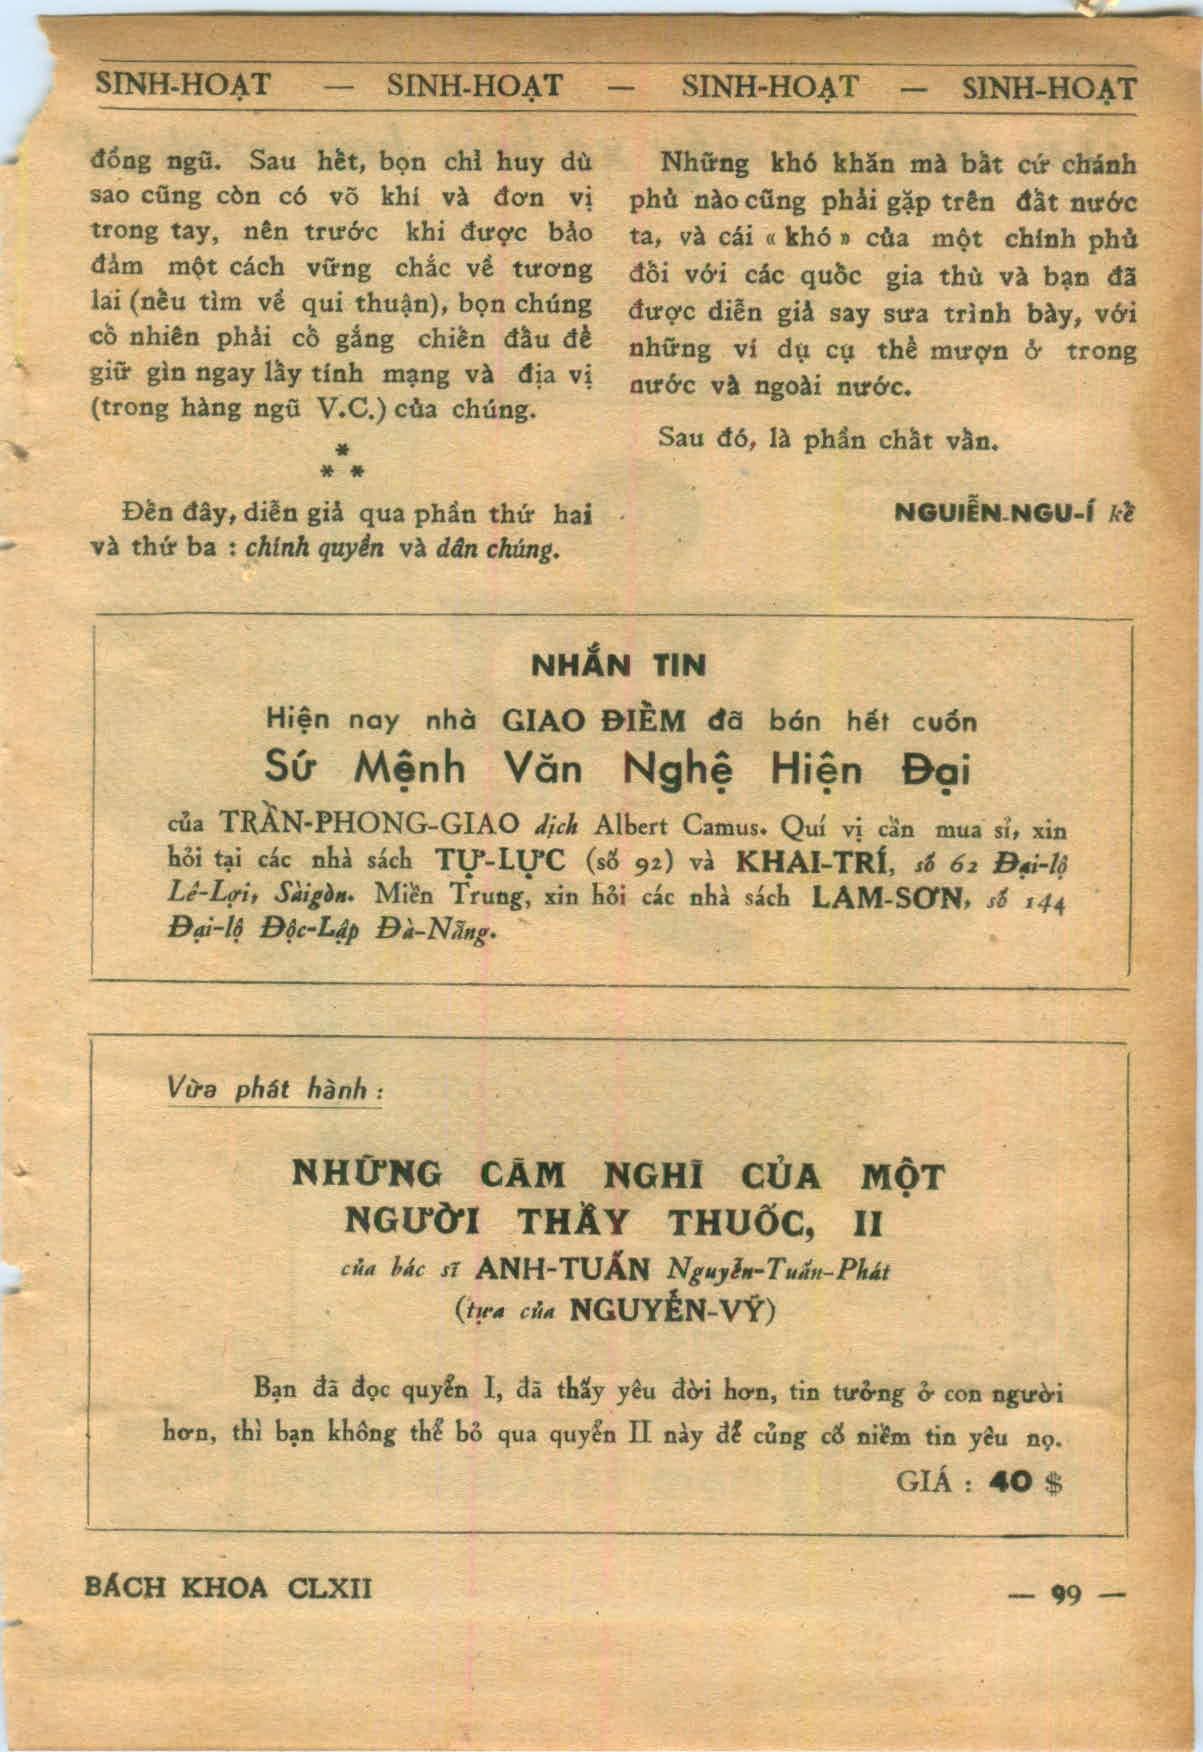 SINH-HOẠT — SINH-HOẠT — SINH-HOẠT — SINH-HOẠT
đồng ngũ. Sau hết, bọn chỉ huy dù
sao cũng còn có võ khí và đơn vị
trong tay, nên trước khi được bảo
đảm một cách vững chắc về tương
lai (nếu tìm về qui thuận), bọn chúng
cố nhiên phải cố gắng chiến đấu để
giữ gìn ngay lấy tính mạng và địa vị
(trong hàng ngũ V.C.) của chúng.
*
* *
Đến đây, diễn giả qua phần thứ hai
và thứ ba : chính quyền và dân chúng.
Những khó khăn mà bất cứ chánh
phủ nào cũng phải gặp trên đất nước
ta, và cái « khó » của một chính phủ
đối với các quốc gia thù và bạn đã
được diễn giả say sưa trình bày, với
những ví dụ cụ thể mượn ở trong
nước và ngoài nước.
Sau đó, là phần chất vấn.
NGUIỄN-NGU-Í kể
NHẮN TIN
Hiện nay nhà GIAO ĐIỂM đã bán hết cuốn
Sứ Mệnh Văn Nghệ Hiện Đại
của TRẦN-PHONG-GIAO dịch Albert Camus. Quí vị cần mua sỉ, xin
hỏi tại các nhà sách TỰ-LỰC (số 92) và KHAI-TRÍ, số 62 Đại-lộ
Lê-Lợi, Sàigòn. Miền Trung, xin hỏi các nhà sách LAM-SƠN, số 144
Đại-lộ Độc-Lập Đà-Nẵng.
Vừa phát hành :
NHỮNG CẢM NGHĨ CỦA MỘT
NGƯỜI THẦY THUỐC, II
của bác sĩ ANH-TUẤN Nguyễn-Tuấn-Phát
(tựa của NGUYỄN-VỸ)
Bạn đã đọc quyển I, đã thấy yêu đời hơn, tin tưởng ở con người
hơn, thì bạn không thể bỏ qua quyển II này để củng cố niềm tin yêu nọ.
GIÁ : 40 $
BÁCH KHOA CLXII
— 99 —